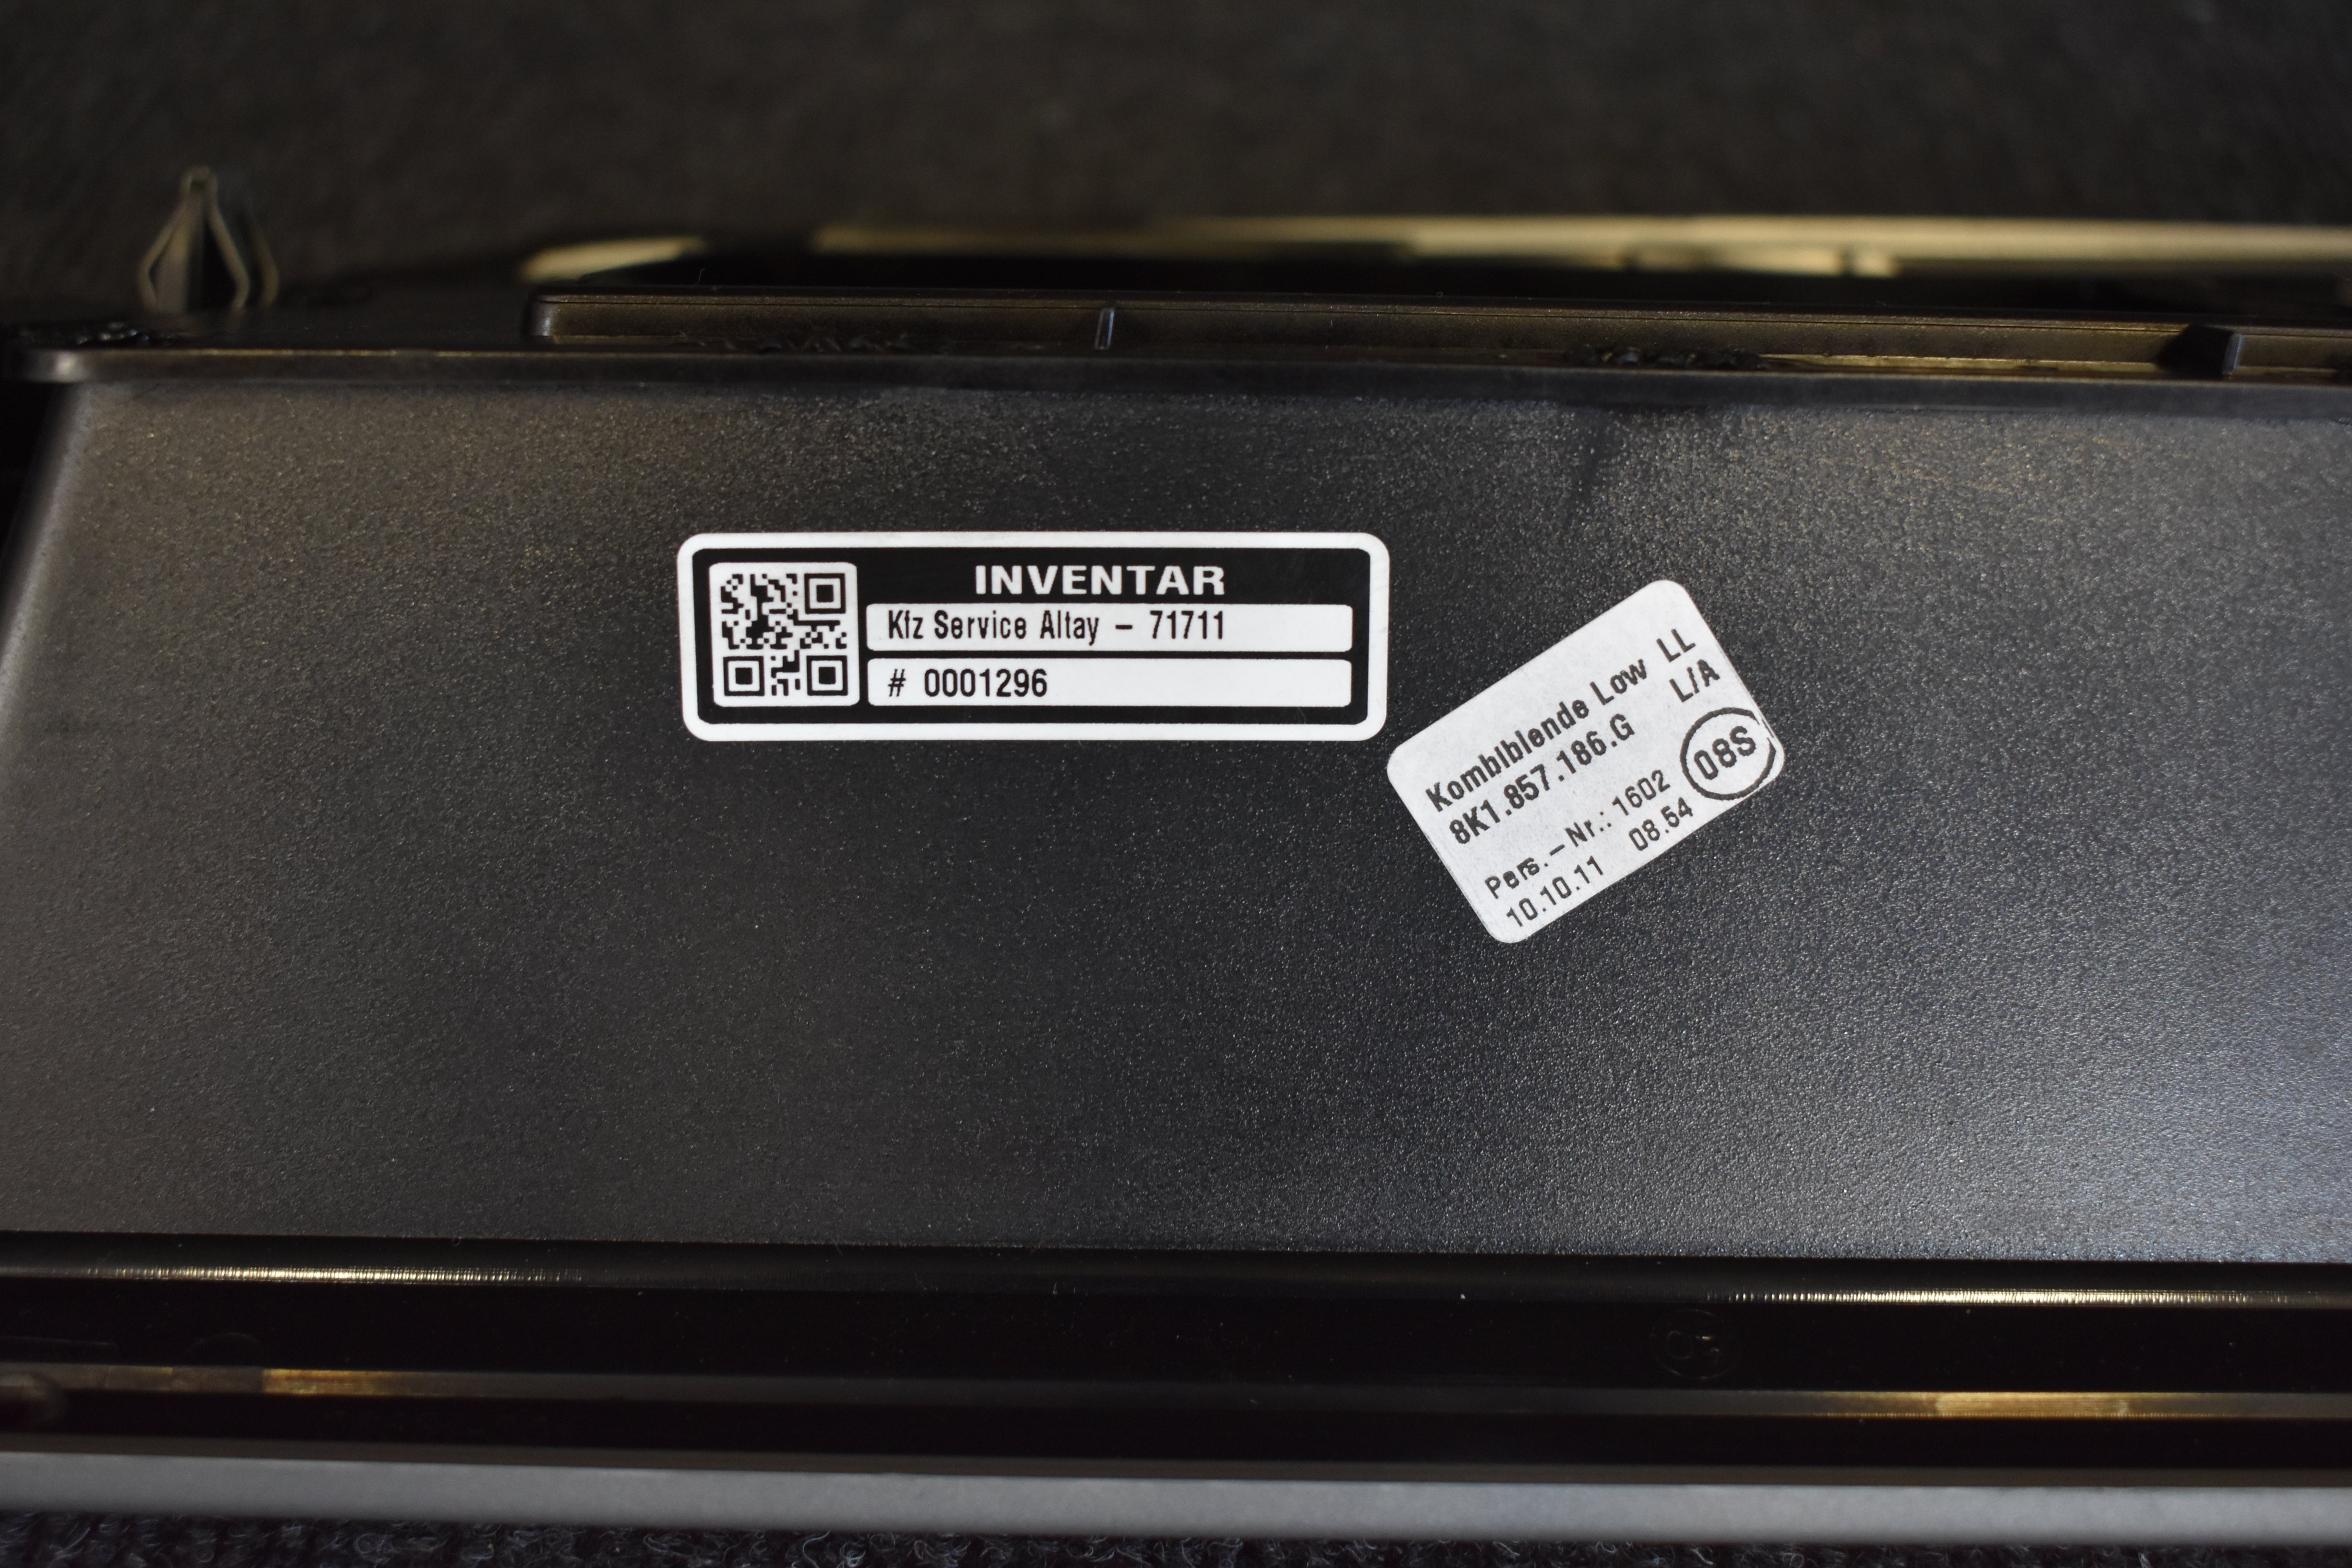 INVENTAR
Kfz Service Altay - 71711
# 0001296
Kombiblende Low LL
8K1.857.186.G L/A
08S
Pers.-Nr.: 1602
10.10.11 08.54